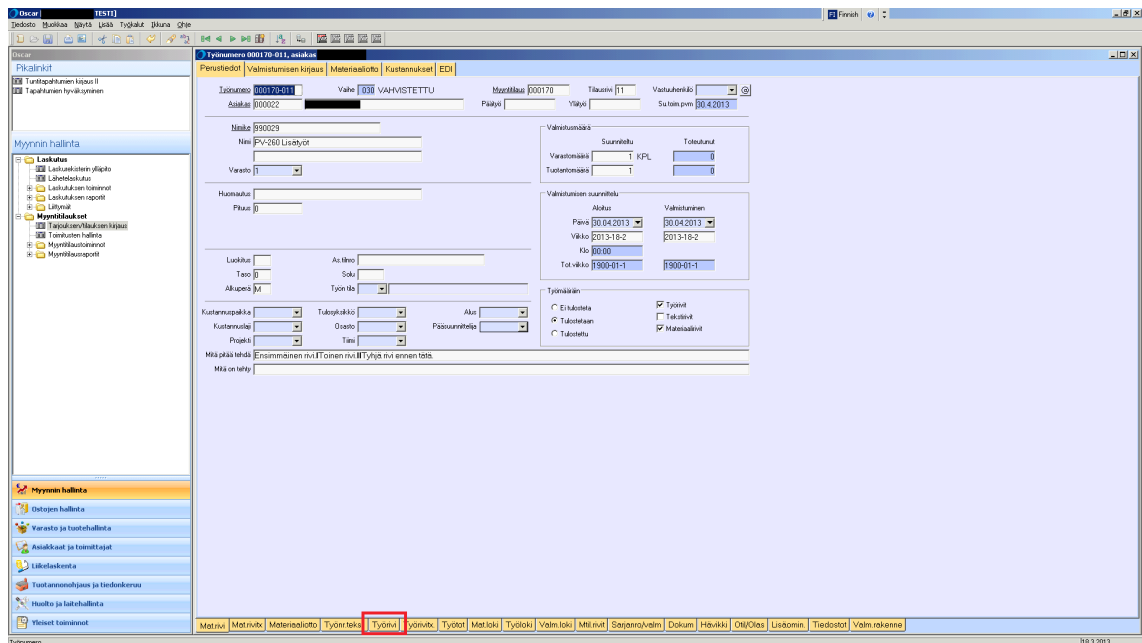 Oscar TEST1]
Finnish
Tiedosto Muokkaa Näytä Lisää Työkalut Ikkuna Ohje
Oscar
Pikalinkit
Tuntitapahtumien kirjaus II
Tapahtumien hyväksyminen
Myynnin hallinta
Laskutus
Laskurekisterin ylläpito
Lähetelaskutus
Laskutuksen toiminnot
Laskutuksen raportit
Liittymät
Myyntitilaukset
Tarjouksen/tilauksen kirjaus
Toimitusten hallinta
Myyntitilaustoiminnot
Myyntitilausraportit
Myynnin hallinta
Ostojen hallinta
Varasto ja tuotehallinta
Asiakkaat ja toimittajat
Liikelaskenta
Tuotannonohjaus ja tiedonkeruu
Huolto ja laitehallinta
Yleiset toiminnot
Työnumero 000170-011, asiakas
Perustiedot Valmistumisen kirjaus Materiaaliotto Kustannukset EDI
Työnumero 000170-011 Vaihe 030 VAHVISTETTU Myyntitilaus 000170 Tilausrivi 11 Vastuuhenkilö @
Asiakas 000022 Päätyö Ylätyö Su.toim.pvm 30.4.2013
Nimike 990029
Nimi PV-260 Lisätyöt
Varasto 1
Valmistusmäärä
Suunniteltu Toteutunut
Varastomäärä 1 KPL 0
Tuotantomäärä 1 0
Huomautus
Pituus 0
Valmistumisen suunnittelu
Aloitus Valmistuminen
Päivä 30.04.2013 30.04.2013
Viikko 2013-18-2 2013-18-2
Klo 00:00
Tot.viikko 1900-01-1 1900-01-1
Luokitus As.tilnro
Taso 0 Solu
Alkuperä M Työn tila
Työmääräin
Ei tulosteta Työrivit
Tulostetaan Tekstirivit
Tulostettu Materiaalirivit
Kustannuspaikka Tulosyksikkö Alue
Kustannuslaji Osasto Pääsuunnittelija
Projekti Tiimi
Mitä pitää tehdä Ensimmäinen rivi.||Toinen rivi.||||Tyhjä rivi ennen tätä.
Mitä on tehty
Mat.rivi Mat.rivitx Materiaaliotto Työnr.teks Työrivi Työrivitx. Työtot Mat.loki Työloki Valm.loki Mtil.rivit Sarjanro/valm Dokum Hävikki Otil/Olas Lisäomin. Tiedostot Valm.rakenne
Työnumero 18.3.2013